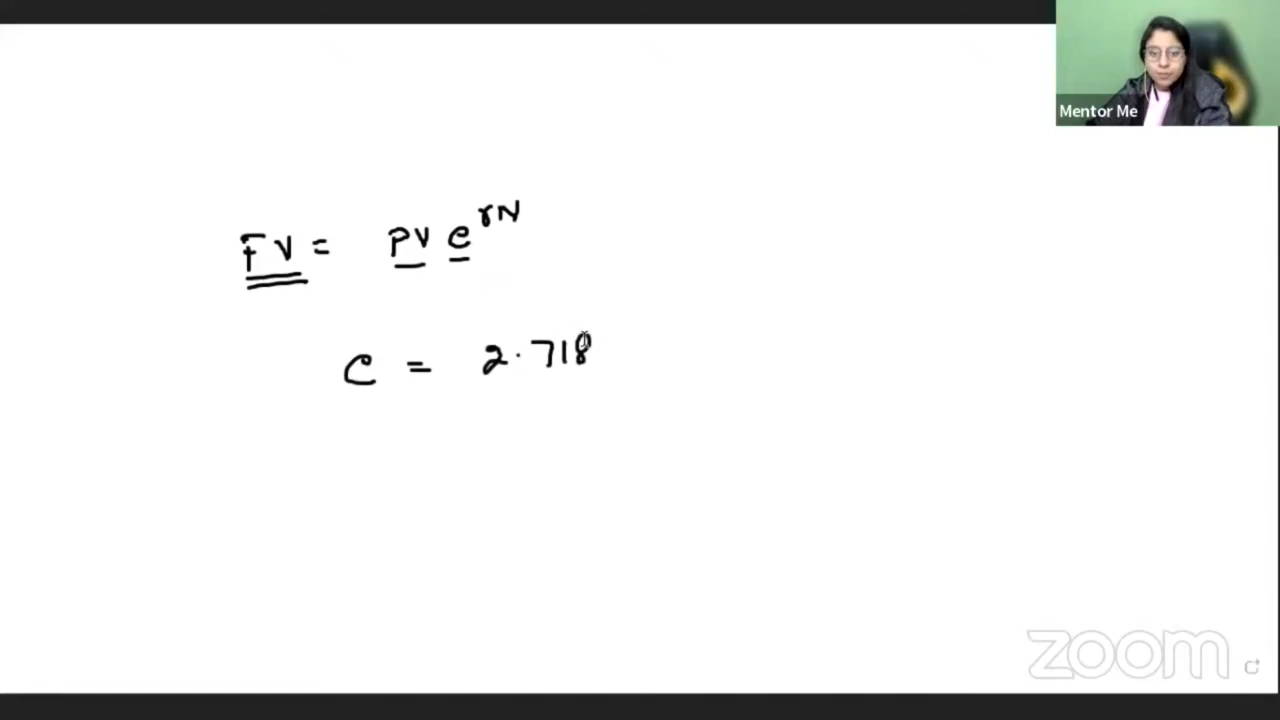 Mentor Me
FV = PV e^rN
e = 2.718
zoom